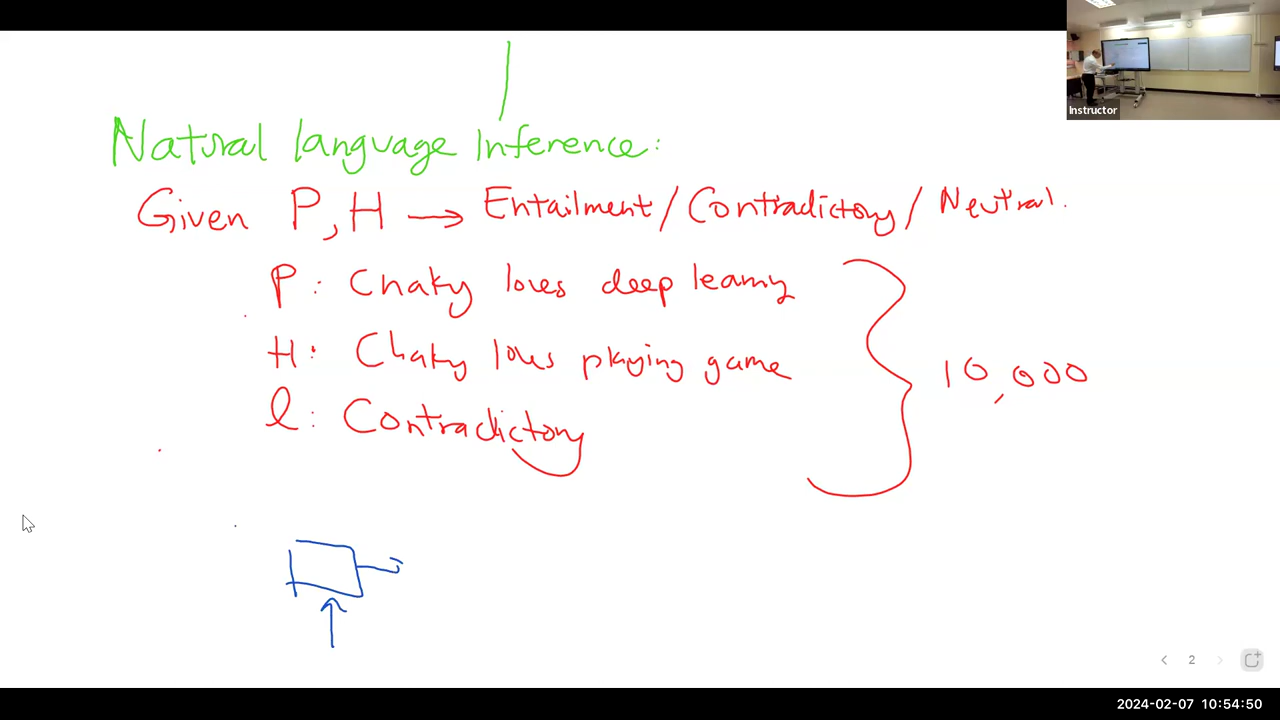 Instructor
Natural language Inference:
Given P, H → Entailment / Contradictory / Neutral.
P: Chaky loves deep learning
H: Chaky loves playing game
l: Contradictory
10,000
2
2024-02-07 10:54:50